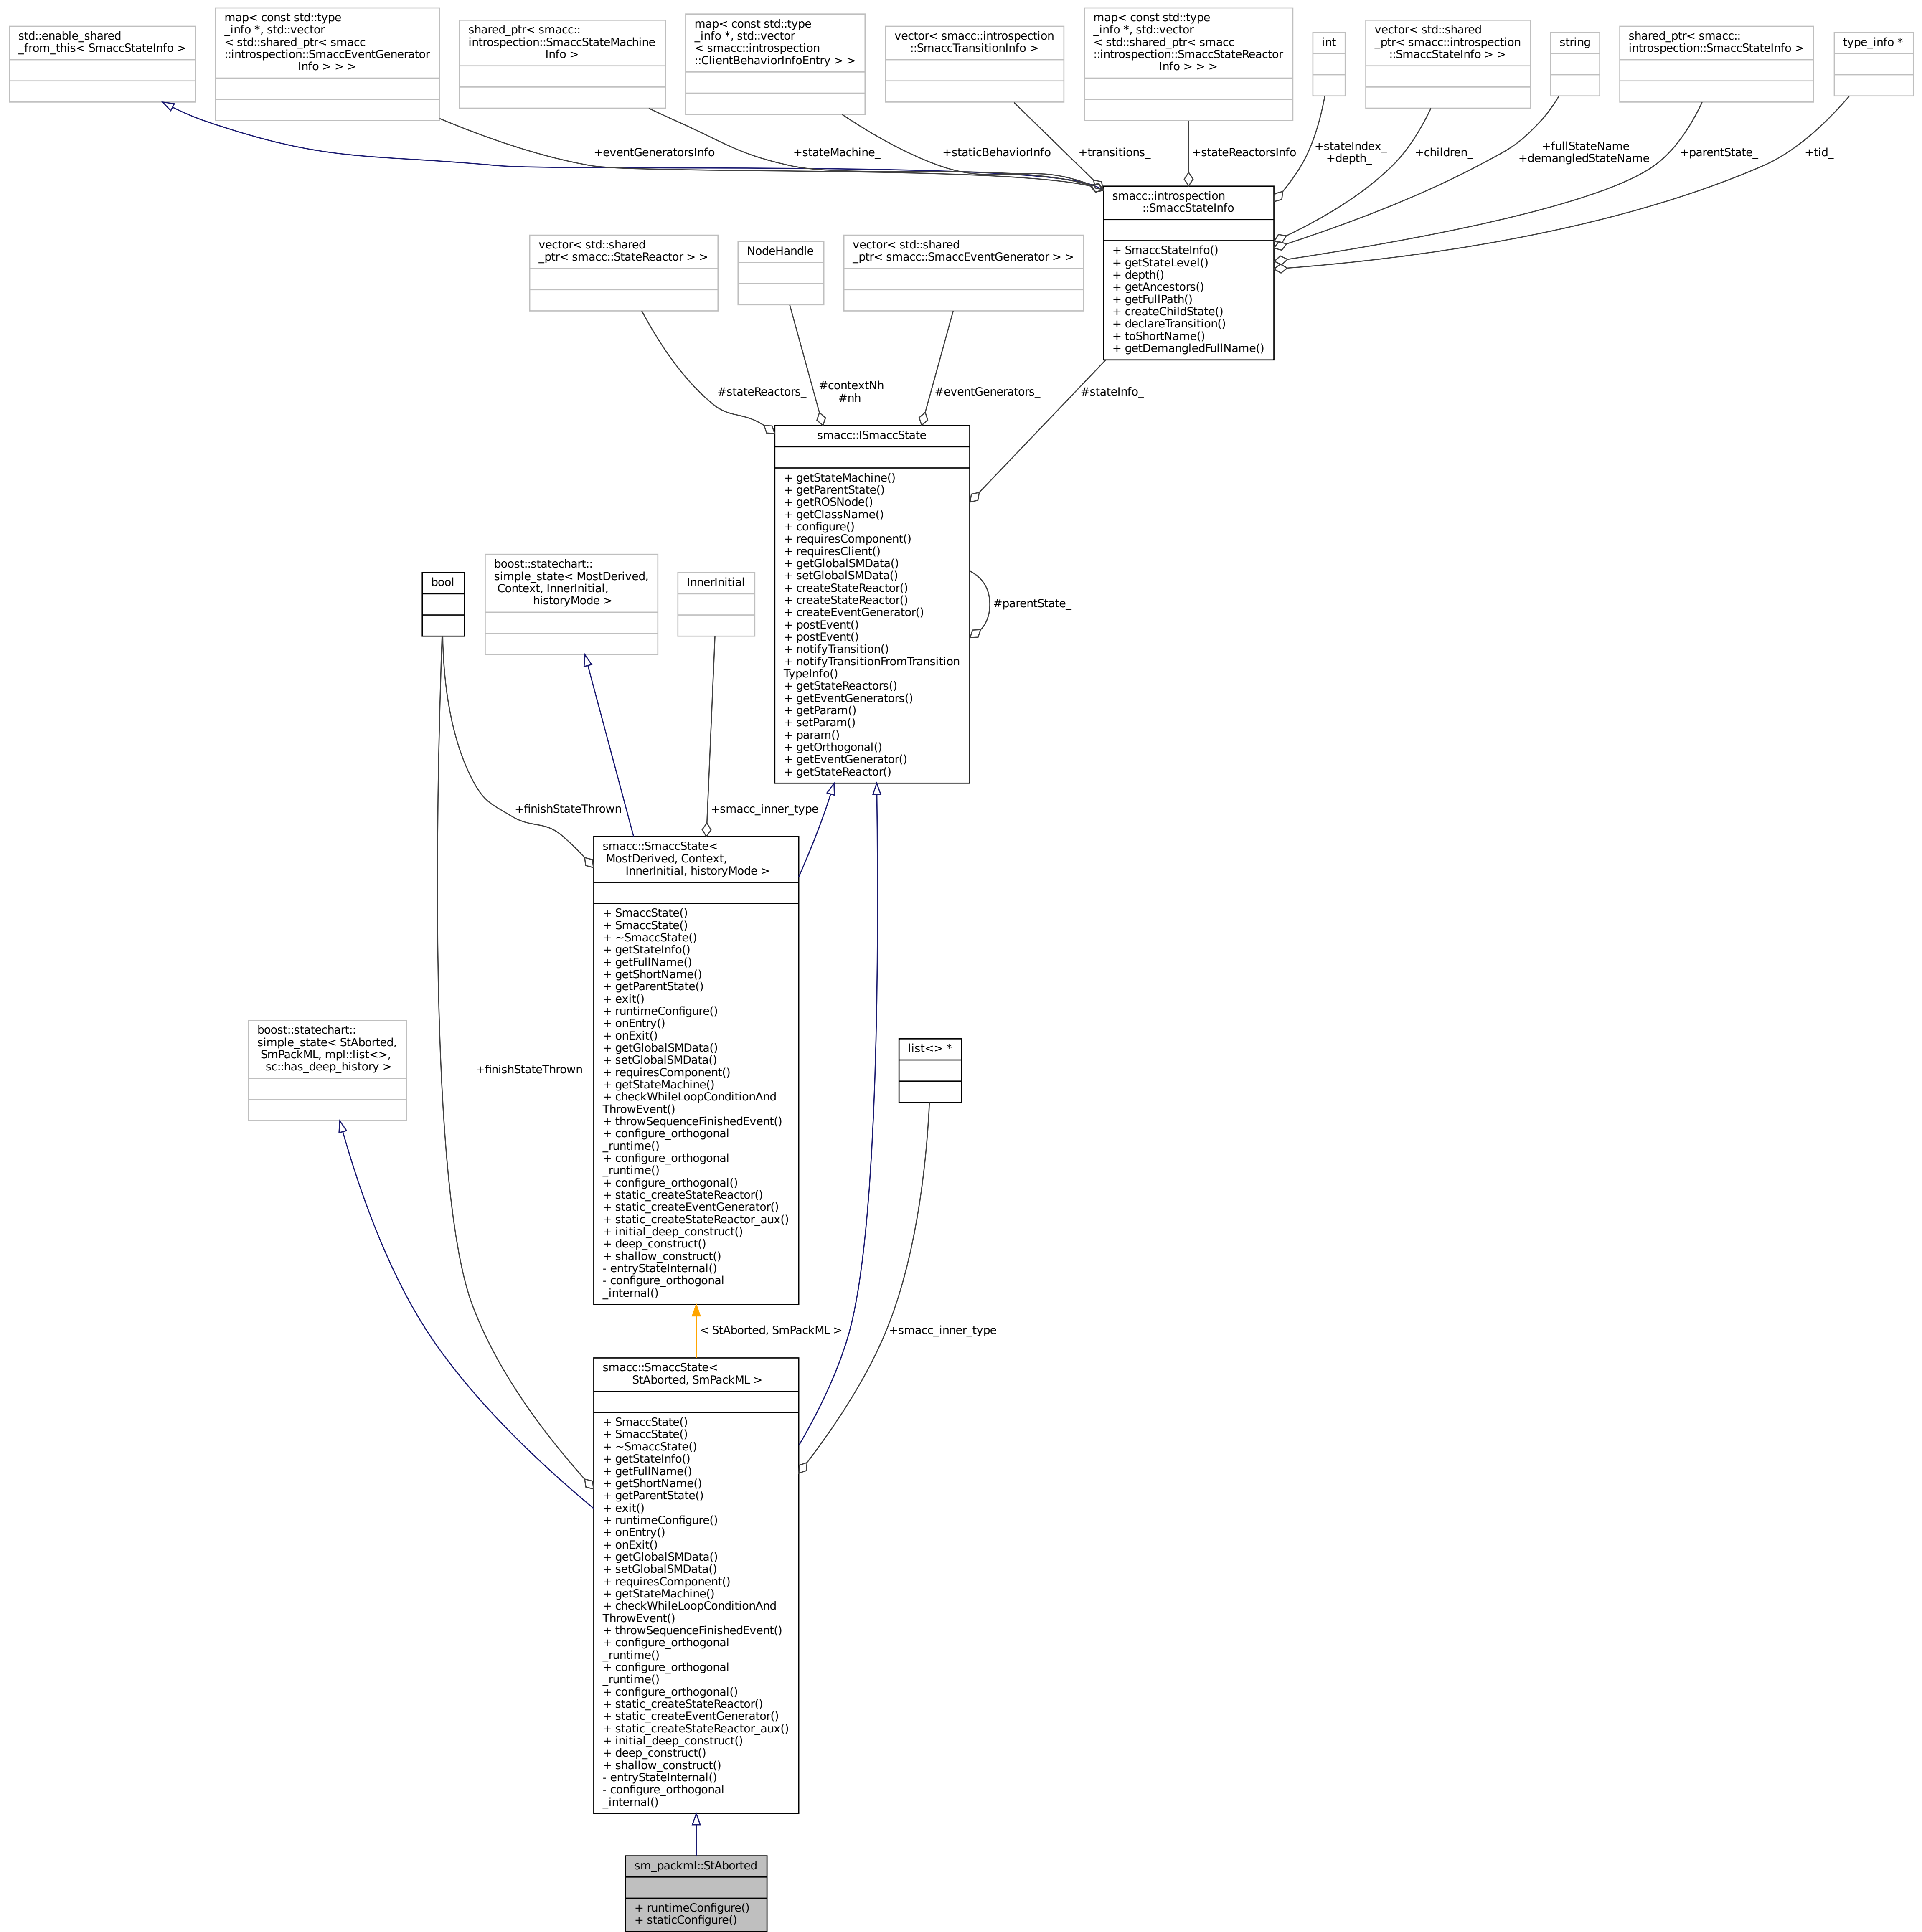 std::enable_shared
_from_this< SmaccStateInfo >
map< const std::type
_info *, std::vector
< std::shared_ptr< smacc
::introspection::SmaccEventGenerator
Info > > >
shared_ptr< smacc::
introspection::SmaccStateMachine
Info >
map< const std::type
_info *, std::vector
< smacc::introspection
::ClientBehaviorInfoEntry > >
vector< smacc::introspection
::SmaccTransitionInfo >
map< const std::type
_info *, std::vector
< std::shared_ptr< smacc
::introspection::SmaccStateReactor
Info > > >
int
vector< std::shared
_ptr< smacc::introspection
::SmaccStateInfo > >
string
shared_ptr< smacc::
introspection::SmaccStateInfo >
type_info *
+eventGeneratorsInfo
+stateMachine_
+staticBehaviorInfo
+transitions_
+stateReactorsInfo
+stateIndex_
+depth_
+children_
+fullStateName
+demangledStateName
+parentState_
+tid_
smacc::introspection
::SmaccStateInfo
+ SmaccStateInfo()
+ getStateLevel()
+ depth()
+ getAncestors()
+ getFullPath()
+ createChildState()
+ declareTransition()
+ toShortName()
+ getDemangledFullName()
vector< std::shared
_ptr< smacc::StateReactor > >
NodeHandle
vector< std::shared
_ptr< smacc::SmaccEventGenerator > >
#stateReactors_
#contextNh
#nh
#eventGenerators_
#stateInfo_
smacc::ISmaccState
+ getStateMachine()
+ getParentState()
+ getROSNode()
+ getClassName()
+ configure()
+ requiresComponent()
+ requiresClient()
+ getGlobalSMData()
+ setGlobalSMData()
+ createStateReactor()
+ createStateReactor()
+ createEventGenerator()
+ postEvent()
+ postEvent()
+ notifyTransition()
+ notifyTransitionFromTransition
TypeInfo()
+ getStateReactors()
+ getEventGenerators()
+ getParam()
+ setParam()
+ param()
+ getOrthogonal()
+ getEventGenerator()
+ getStateReactor()
#parentState_
bool
boost::statechart::
simple_state< MostDerived,
Context, InnerInitial,
historyMode >
InnerInitial
+finishStateThrown
+smacc_inner_type
smacc::SmaccState<
MostDerived, Context,
InnerInitial, historyMode >
+ SmaccState()
+ SmaccState()
+ ~SmaccState()
+ getStateInfo()
+ getFullName()
+ getShortName()
+ getParentState()
+ exit()
+ runtimeConfigure()
+ onEntry()
+ onExit()
+ getGlobalSMData()
+ setGlobalSMData()
+ requiresComponent()
+ getStateMachine()
+ checkWhileLoopConditionAnd
ThrowEvent()
+ throwSequenceFinishedEvent()
+ configure_orthogonal
_runtime()
+ configure_orthogonal
_runtime()
+ configure_orthogonal()
+ static_createStateReactor()
+ static_createEventGenerator()
+ static_createStateReactor_aux()
+ initial_deep_construct()
+ deep_construct()
+ shallow_construct()
- entryStateInternal()
- configure_orthogonal
_internal()
boost::statechart::
simple_state< StAborted,
SmPackML, mpl::list<>,
sc::has_deep_history >
+finishStateThrown
list<> *
< StAborted, SmPackML >
+smacc_inner_type
smacc::SmaccState<
StAborted, SmPackML >
+ SmaccState()
+ SmaccState()
+ ~SmaccState()
+ getStateInfo()
+ getFullName()
+ getShortName()
+ getParentState()
+ exit()
+ runtimeConfigure()
+ onEntry()
+ onExit()
+ getGlobalSMData()
+ setGlobalSMData()
+ requiresComponent()
+ getStateMachine()
+ checkWhileLoopConditionAnd
ThrowEvent()
+ throwSequenceFinishedEvent()
+ configure_orthogonal
_runtime()
+ configure_orthogonal
_runtime()
+ configure_orthogonal()
+ static_createStateReactor()
+ static_createEventGenerator()
+ static_createStateReactor_aux()
+ initial_deep_construct()
+ deep_construct()
+ shallow_construct()
- entryStateInternal()
- configure_orthogonal
_internal()
sm_packml::StAborted
+ runtimeConfigure()
+ staticConfigure()